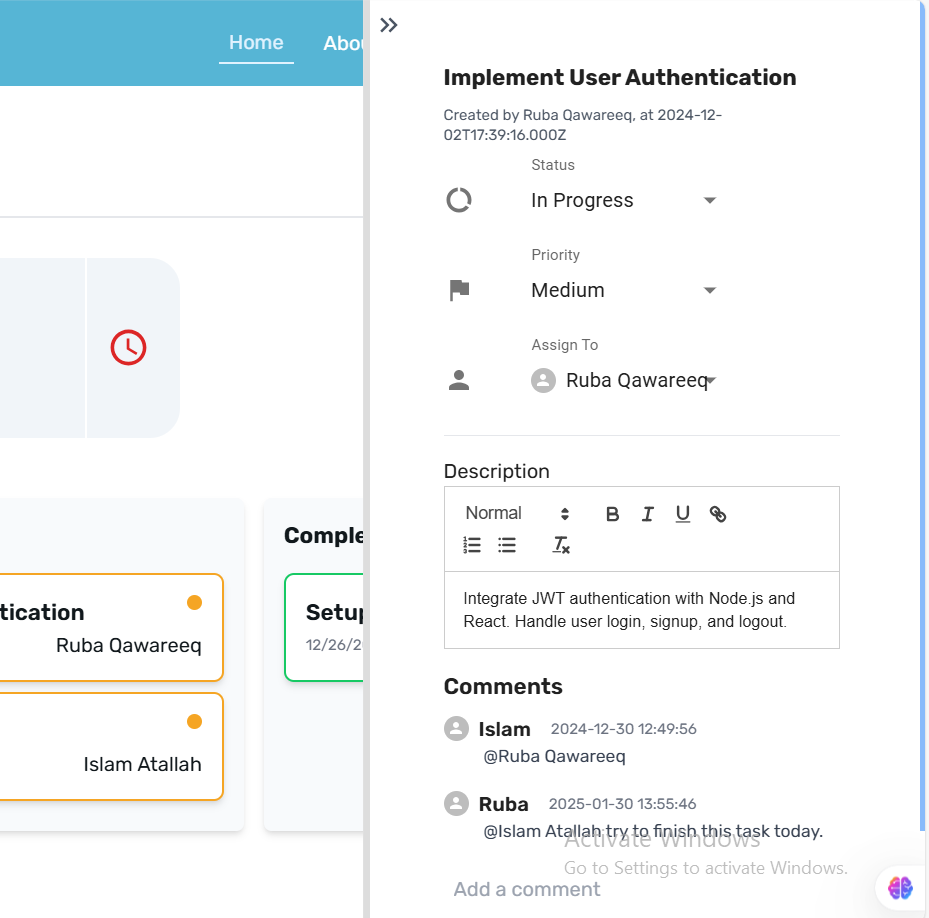 Home
Abou
Implement User Authentication
Created by Ruba Qawareeq, at 2024-12-
02T17:39:16.000Z
Status
In Progress
Priority
Medium
Assign To
Ruba Qawareeq
Description
Normal
B I U
Integrate JWT authentication with Node.js and
React. Handle user login, signup, and logout.
Comments
Islam 2024-12-30 12:49:56
@Ruba Qawareeq
Ruba 2025-01-30 13:55:46
@Islam Atallah try to finish this task today.
Activate Windows
Go to Settings to activate Windows.
Add a comment
tication
Ruba Qawareeq
Islam Atallah
Comple
Setup
12/26/2